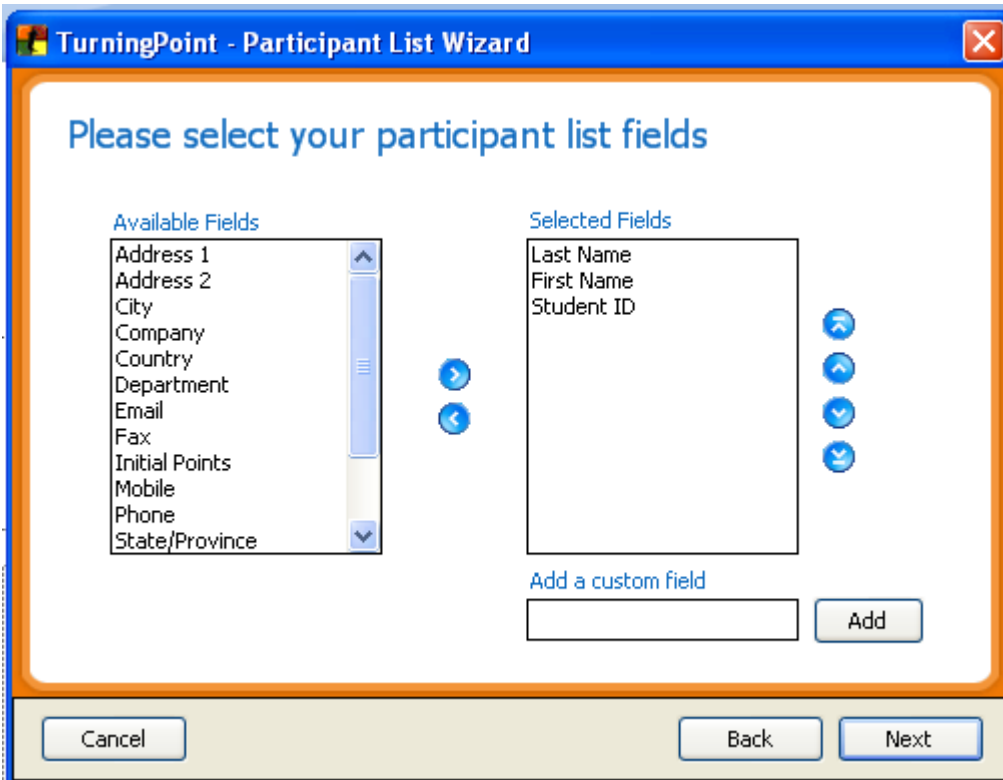 TurningPoint - Participant List Wizard
Please select your participant list fields
Available Fields
Address 1
Address 2
City
Company
Country
Department
Email
Fax
Initial Points
Mobile
Phone
State/Province
Selected Fields
Last Name
First Name
Student ID
Add a custom field
Add
Cancel
Back
Next